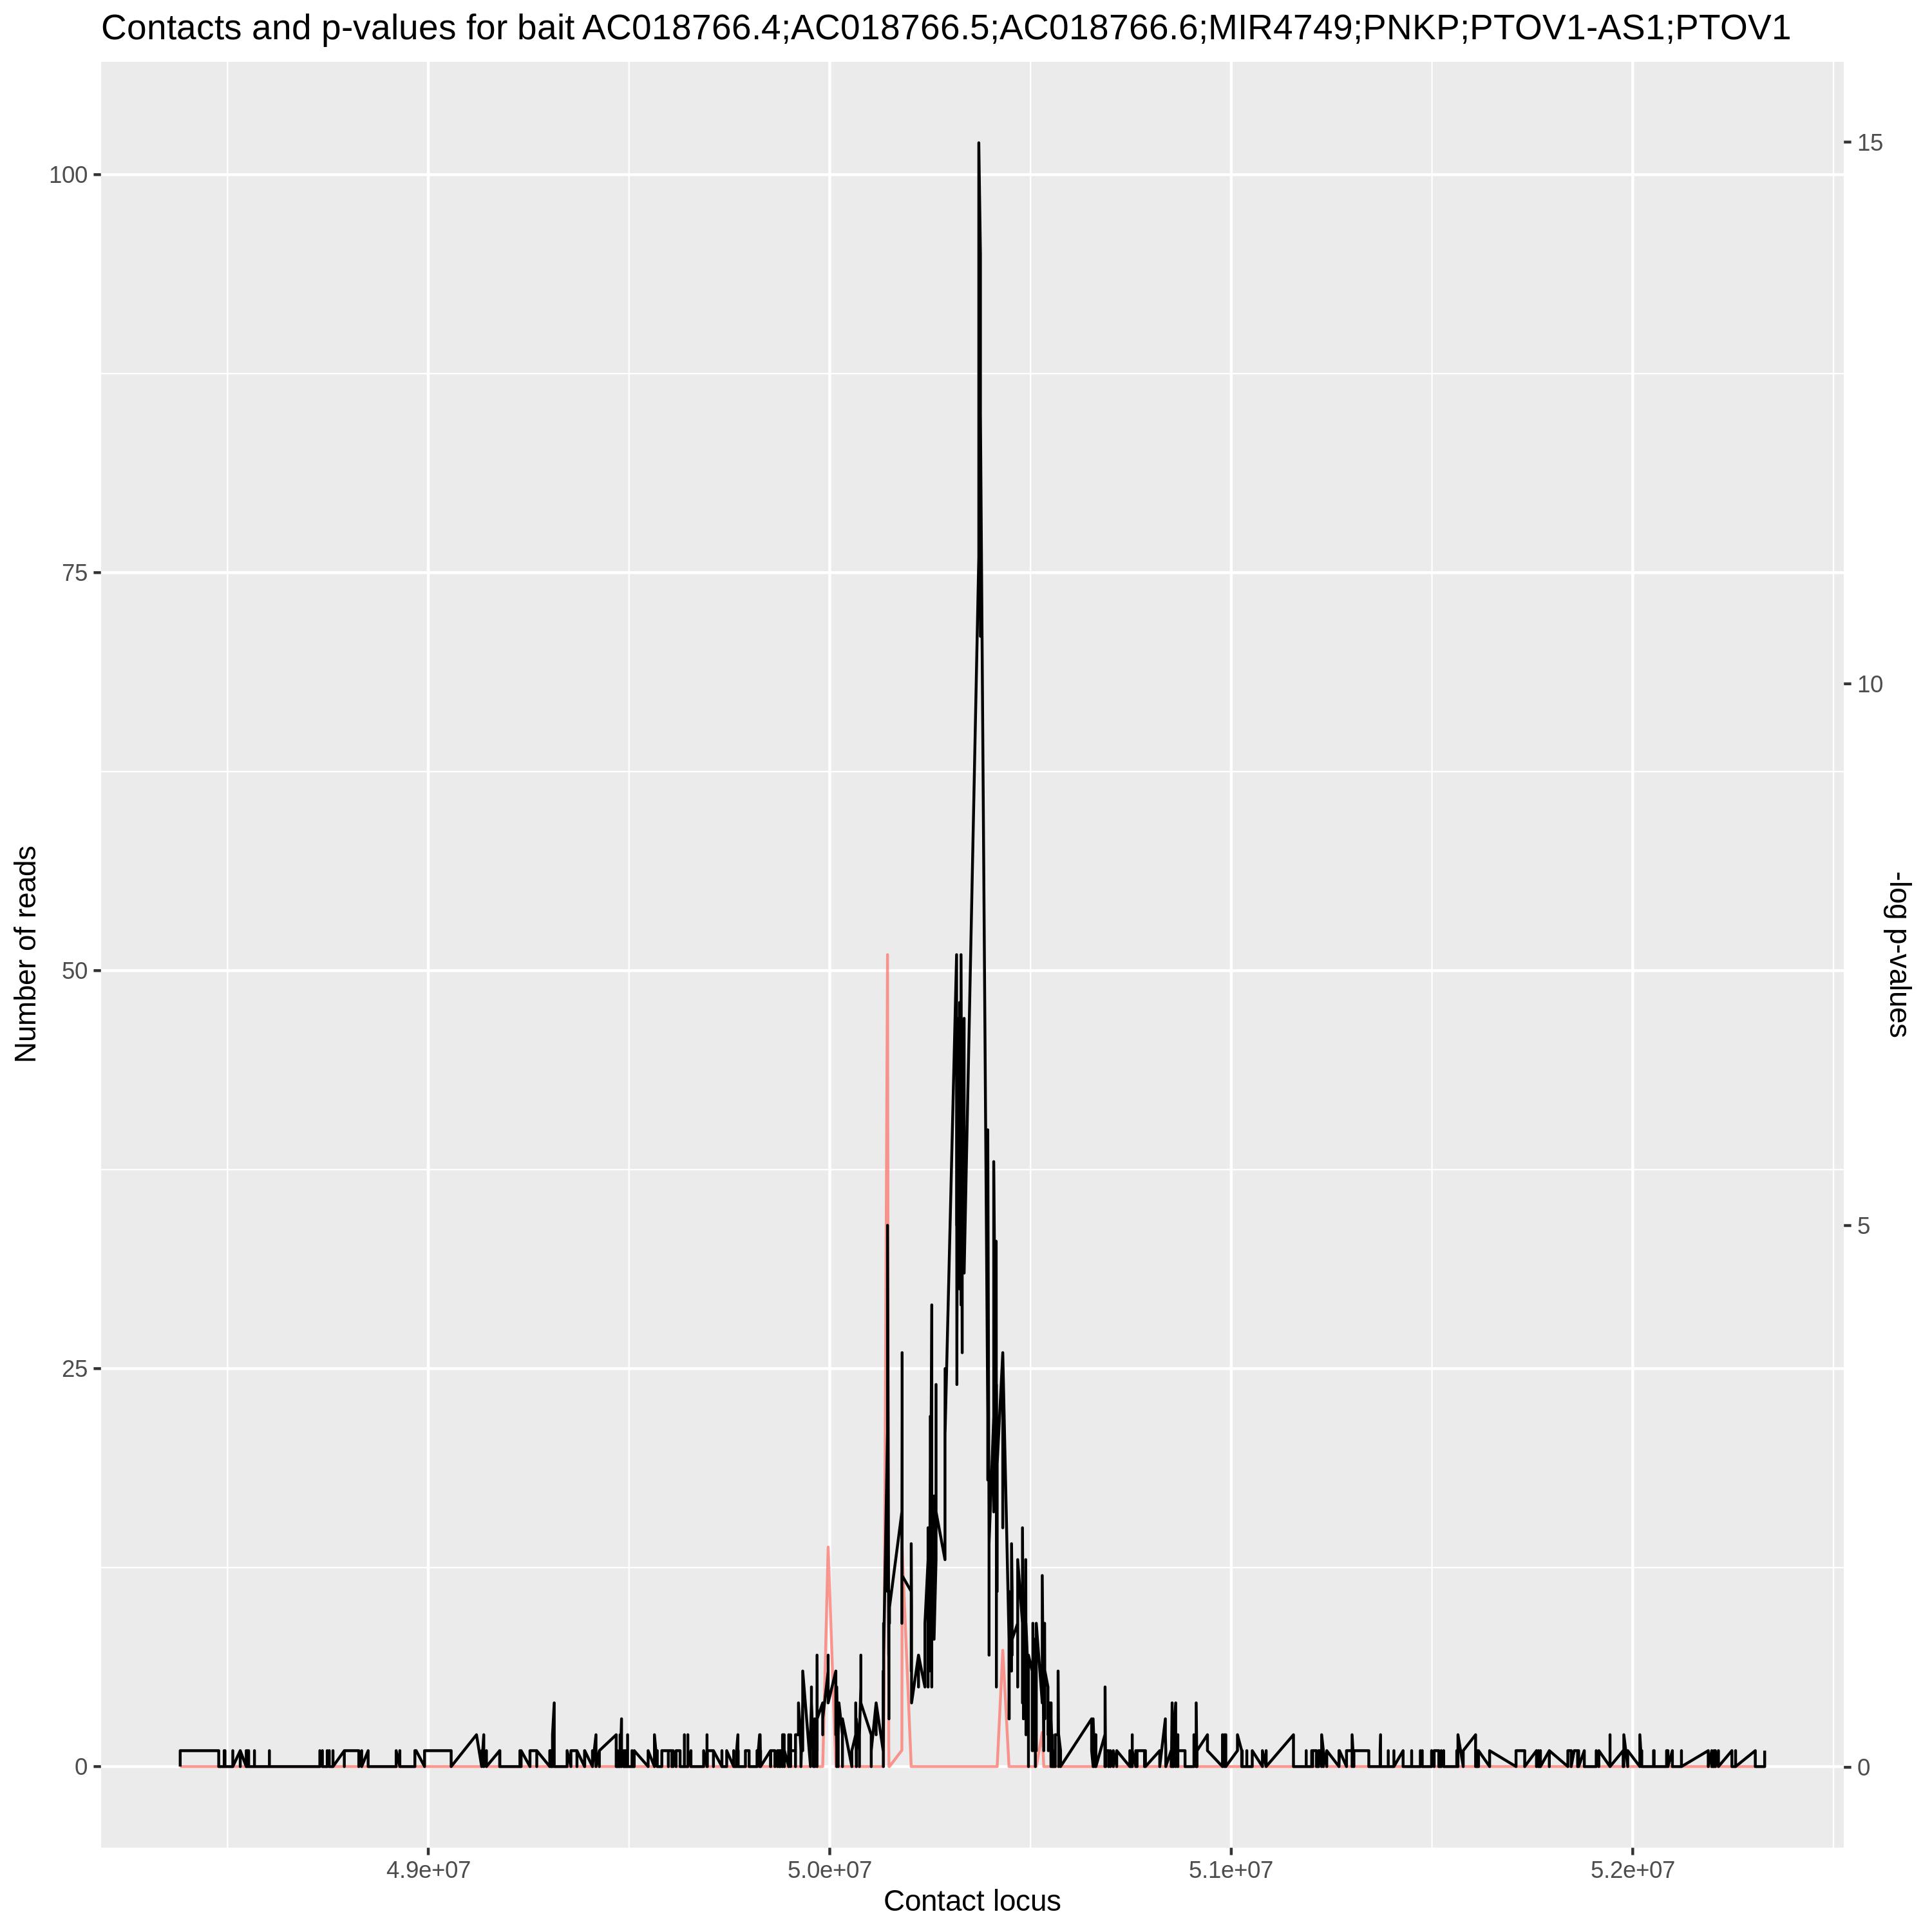 Contacts and p-values for bait AC018766.4;AC018766.5;AC018766.6;MIR4749;PNKP;PTOV1-AS1;PTOV1
100
75
50
25
0
Number of reads
15
10
5
0
-log p-values
4.9e+07
5.0e+07
5.1e+07
5.2e+07
Contact locus